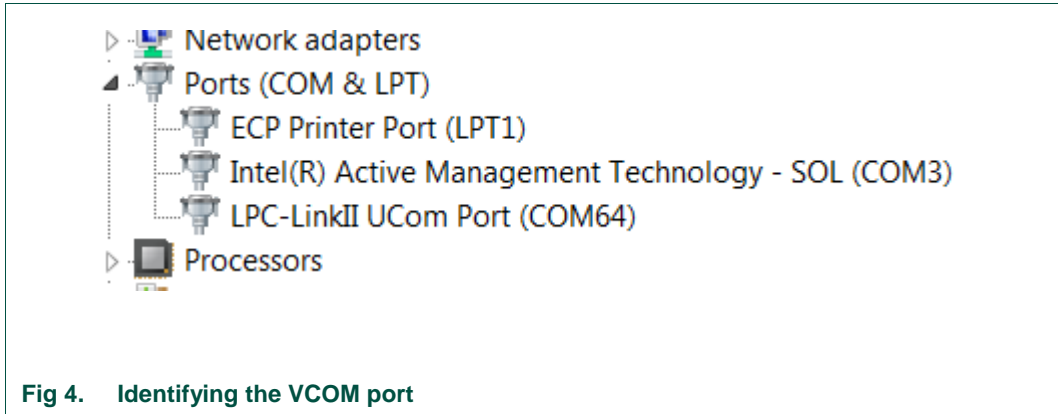 Network adapters
Ports (COM & LPT)
ECP Printer Port (LPT1)
Intel(R) Active Management Technology - SOL (COM3)
LPC-LinkII UCom Port (COM64)
Processors
Fig 4. Identifying the VCOM port